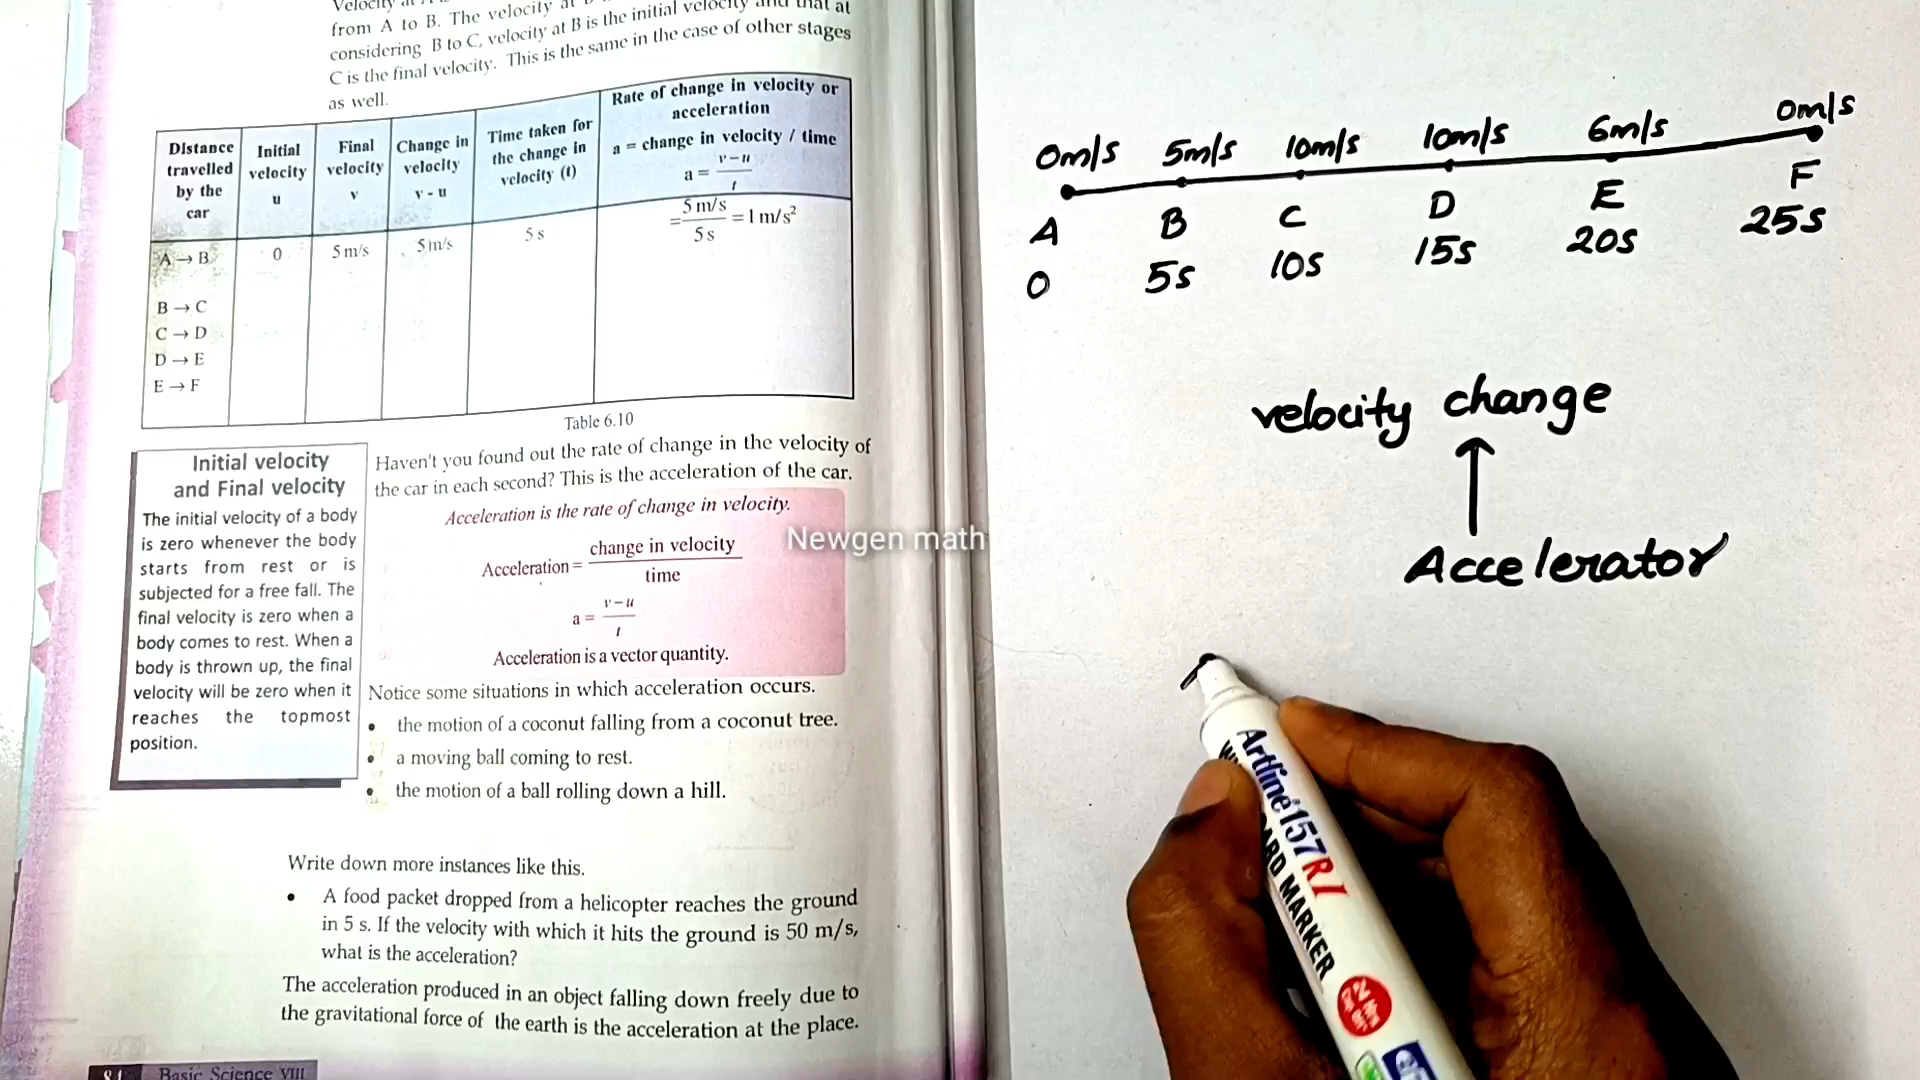 from A to B. The velocity at
considering B to C, velocity at B is the initial velocity and that at
C is the final velocity. This is the same in the case of other stages
as well.
Distance travelled by the car
Initial velocity u
Final velocity v
Change in velocity v - u
Time taken for the change in velocity (t)
Rate of change in velocity or acceleration
a = change in velocity / time
a = v – u / t
A → B 0 5 m/s 5 m/s 5 s = 5 m/s / 5 s = 1 m/s²
B → C
C → D
D → E
E → F
Table 6.10
Initial velocity
and Final velocity
The initial velocity of a body
is zero whenever the body
starts from rest or is
subjected for a free fall. The
final velocity is zero when a
body comes to rest. When a
body is thrown up, the final
velocity will be zero when it
reaches the topmost
position.
Haven't you found out the rate of change in the velocity of
the car in each second? This is the acceleration of the car.
Acceleration is the rate of change in velocity.
Acceleration = change in velocity / time
a = v – u / t
Acceleration is a vector quantity.
Notice some situations in which acceleration occurs.
• the motion of a coconut falling from a coconut tree.
• a moving ball coming to rest.
• the motion of a ball rolling down a hill.
Write down more instances like this.
• A food packet dropped from a helicopter reaches the ground
in 5 s. If the velocity with which it hits the ground is 50 m/s,
what is the acceleration?
The acceleration produced in an object falling down freely due to
the gravitational force of the earth is the acceleration at the place.
Basic Science VIII
Newgen math
0m/s 5m/s 10m/s 10m/s 6m/s 0m/s
A B C D E F
0 5s 10s 15s 20s 25s
velocity change
Accelerator
Artline 157R